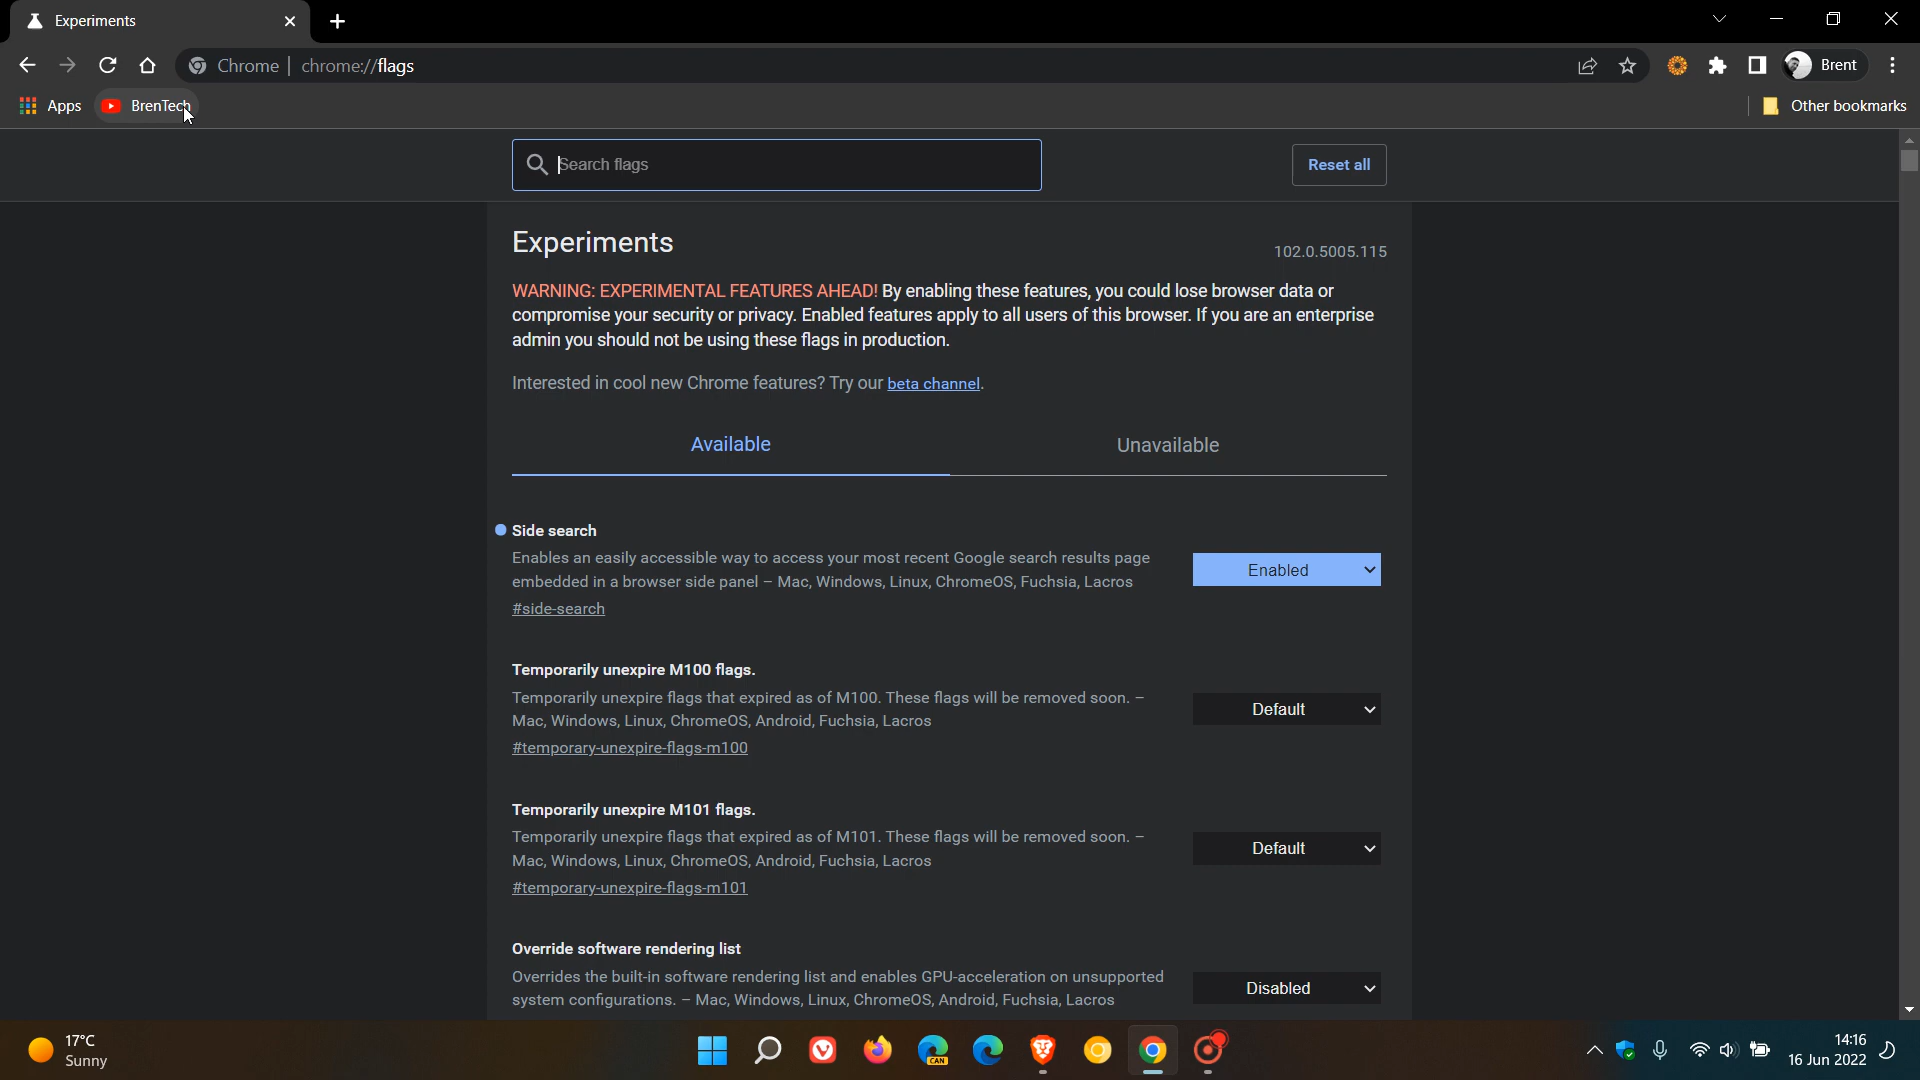 Experiments
Chrome | chrome://flags
Brent
Apps
BrenTech
Other bookmarks
Search flags
Reset all
Experiments
102.0.5005.115
WARNING: EXPERIMENTAL FEATURES AHEAD! By enabling these features, you could lose browser data or
compromise your security or privacy. Enabled features apply to all users of this browser. If you are an enterprise
admin you should not be using these flags in production.
Interested in cool new Chrome features? Try our beta channel.
Available
Unavailable
Side search
Enables an easily accessible way to access your most recent Google search results page
embedded in a browser side panel – Mac, Windows, Linux, ChromeOS, Fuchsia, Lacros
#side-search
Enabled
Temporarily unexpire M100 flags.
Temporarily unexpire flags that expired as of M100. These flags will be removed soon. –
Mac, Windows, Linux, ChromeOS, Android, Fuchsia, Lacros
#temporary-unexpire-flags-m100
Default
Temporarily unexpire M101 flags.
Temporarily unexpire flags that expired as of M101. These flags will be removed soon. –
Mac, Windows, Linux, ChromeOS, Android, Fuchsia, Lacros
#temporary-unexpire-flags-m101
Default
Override software rendering list
Overrides the built-in software rendering list and enables GPU-acceleration on unsupported
system configurations. – Mac, Windows, Linux, ChromeOS, Android, Fuchsia, Lacros
Disabled
17°C
Sunny
CAN
14:16
16 Jun 2022